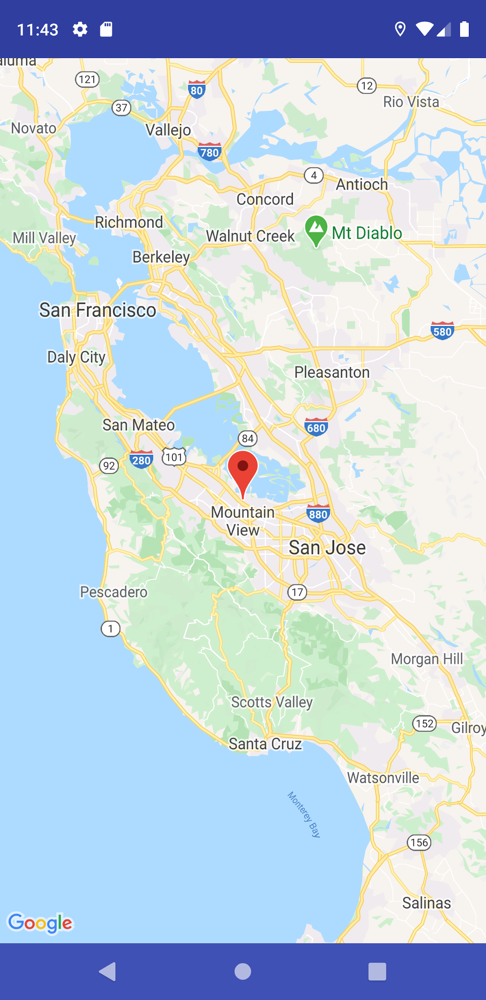 11:43
121
80
12
Rio Vista
37
Novato
Vallejo
780
4
Antioch
Concord
Richmond
Walnut Creek
Mt Diablo
Mill Valley
Berkeley
San Francisco
580
Daly City
Pleasanton
San Mateo
680
84
101
280
92
Mountain
View
880
San Jose
Pescadero
17
1
Morgan Hill
Scotts Valley
152
Gilroy
Santa Cruz
Watsonville
Monterey Bay
156
Salinas
Google